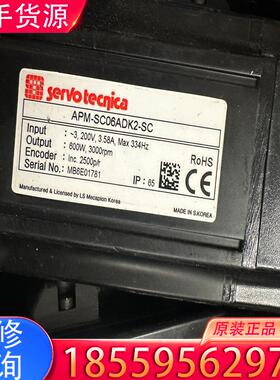 手货源
servo tecnica
APM-SC06ADK2-SC
Input : ~3, 200V, 3.58A, Max 334Hz
Output : 600W, 3000rpm
Encoder : Inc. 2500p/r
Serial No.: MB6E01781
RoHS
IP : 65
Manufactured & Licensed by LS Mecapion Korea
MADE IN S.KOREA
CE
修
询
原装正品
1855956297